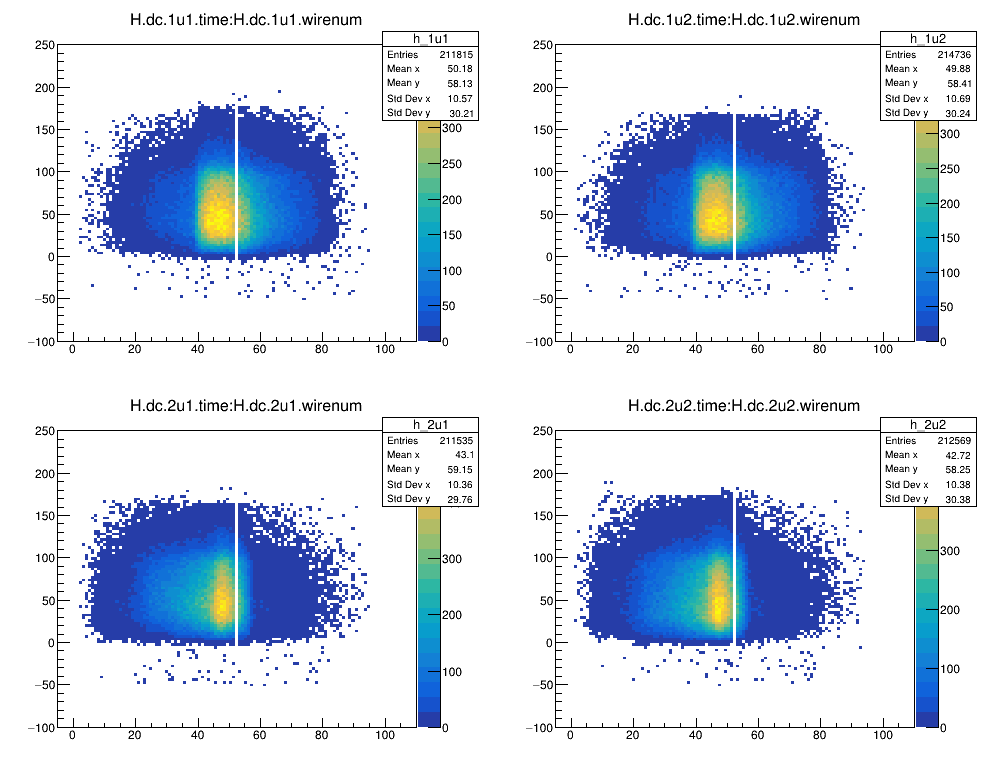 H.dc.1u1.time:H.dc.1u1.wirenum
h_1u1
Entries 211815
Mean x 50.18
Mean y 58.13
Std Dev x 10.57
Std Dev y 30.21
250
200
150
100
50
0
−50
−100
0 20 40 60 80 100
300
250
200
150
100
50
0
H.dc.1u2.time:H.dc.1u2.wirenum
h_1u2
Entries 214736
Mean x 49.88
Mean y 58.41
Std Dev x 10.69
Std Dev y 30.24
250
200
150
100
50
0
−50
−100
0 20 40 60 80 100
300
250
200
150
100
50
0
H.dc.2u1.time:H.dc.2u1.wirenum
h_2u1
Entries 211535
Mean x 43.1
Mean y 59.15
Std Dev x 10.36
Std Dev y 29.76
250
200
150
100
50
0
−50
−100
0 20 40 60 80 100
300
200
100
0
H.dc.2u2.time:H.dc.2u2.wirenum
h_2u2
Entries 212569
Mean x 42.72
Mean y 58.25
Std Dev x 10.38
Std Dev y 30.38
250
200
150
100
50
0
−50
−100
0 20 40 60 80 100
300
200
100
0